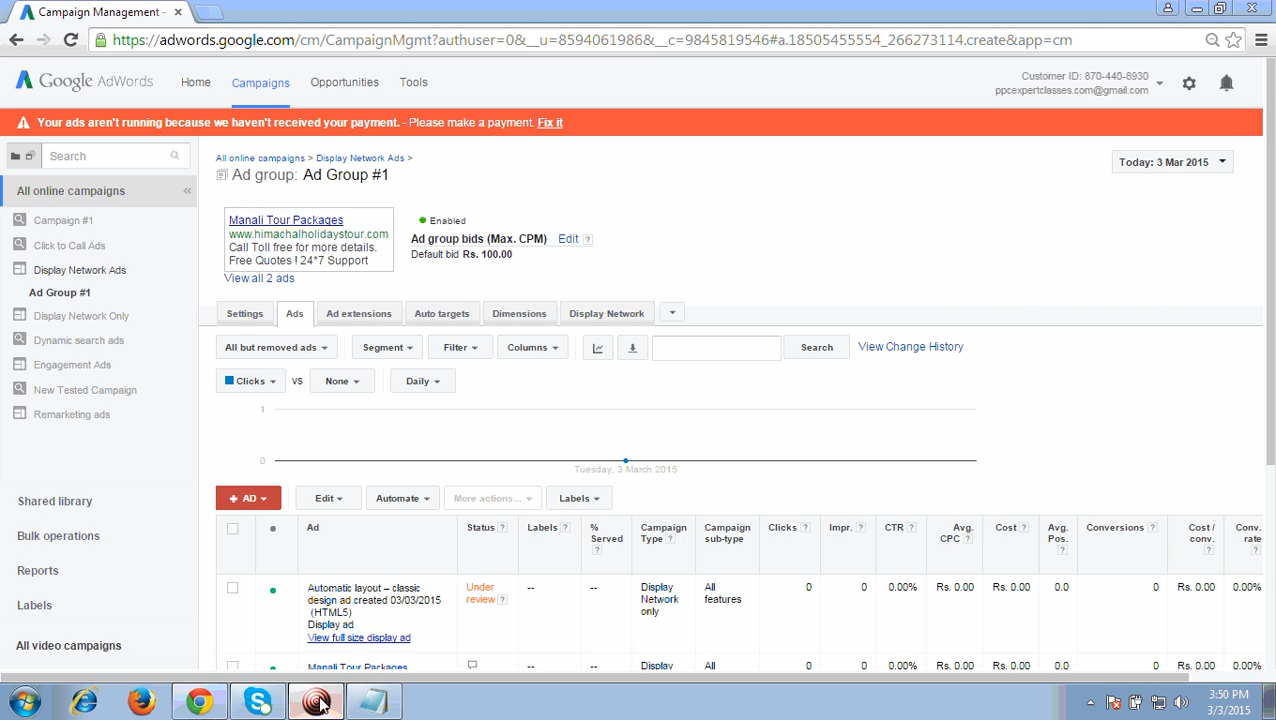 Campaign Management -
https://adwords.google.com/cm/CampaignMgmt?authuser=0&__u=8594061986&__c=9845819546#a.18505455554_266273114.create&app=cm
Google AdWords
Home
Campaigns
Opportunities
Tools
Customer ID: 870-440-8930
ppcexpertclasses.com@gmail.com
Your ads aren't running because we haven't received your payment. - Please make a payment. Fix it
Search
All online campaigns > Display Network Ads >
Ad group: Ad Group #1
Today: 3 Mar 2015
All online campaigns
Campaign #1
Click to Call Ads
Display Network Ads
Ad Group #1
Display Network Only
Dynamic search ads
Engagement Ads
New Tested Campaign
Remarketing ads
Shared library
Bulk operations
Reports
Labels
All video campaigns
Manali Tour Packages
www.himachalholidaystour.com
Call Toll free for more details.
Free Quotes ! 24*7 Support
View all 2 ads
Enabled
Ad group bids (Max. CPM) Edit ?
Default bid Rs. 100.00
Settings
Ads
Ad extensions
Auto targets
Dimensions
Display Network
All but removed ads
Segment
Filter
Columns
Search
View Change History
Clicks
VS
None
Daily
1
0
Tuesday, 3 March 2015
+ AD
Edit
Automate
More actions...
Labels
Ad
Status ?
Labels ?
% Served ?
Campaign Type ?
Campaign sub-type
Clicks ?
Impr. ?
CTR ?
Avg. CPC ?
Cost ?
Avg. Pos. ?
Conversions ?
Cost / conv. ?
Conv. rate ?
Automatic layout – classic
design ad created 03/03/2015
(HTML5)
Display ad
View full size display ad
Under review ?
--
--
Display Network only
All features
0
0
0.00%
Rs. 0.00
Rs. 0.00
0.0
0
Rs. 0.00
0.00%
Manali Tour Packages
Display
All
0
0
0.00%
Rs. 0.00
Rs. 0.00
0.0
0
Rs. 0.00
0.00%
3:50 PM
3/3/2015